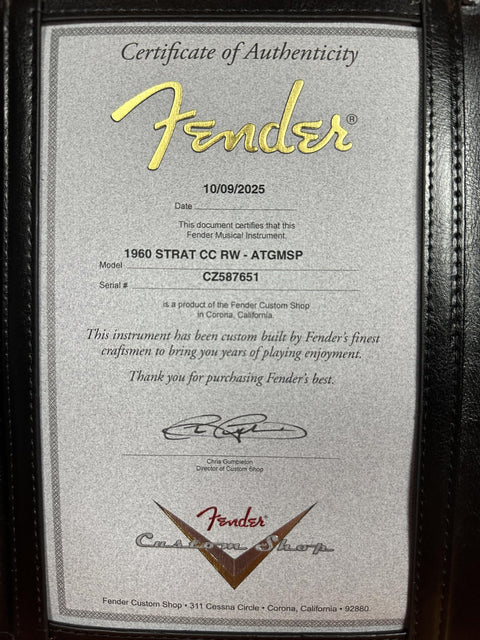 Certificate of Authenticity
Fender®
10/09/2025
Date
This document certifies that this
Fender Musical Instrument.
1960 STRAT CC RW - ATGMSP
Model
CZ587651
Serial #
is a product of the Fender Custom Shop
in Corona, California.
This instrument has been custom built by Fender's finest
craftsmen to bring you years of playing enjoyment.
Thank you for purchasing Fender's best.
Chris Gumpleton
Director of Custom Shop
Fender
Custom Shop
Fender Custom Shop • 311 Cessna Circle • Corona, California • 92880